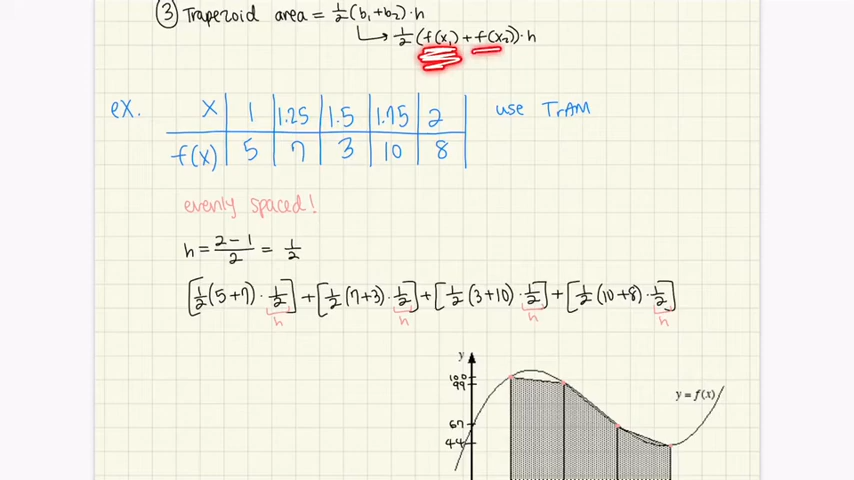 ③ Trapezoid area = 1/2 (b₁+b₂)·h
↳ 1/2 (f(x₁) + f(x₂))·h
ex. x | 1 | 1.25 | 1.5 | 1.75 | 2 use TrAM
f(x) | 5 | 7 | 3 | 10 | 8
evenly spaced!
h = (2-1)/2 = 1/2
[1/2 (5+7)·1/2] + [1/2 (7+3)·1/2] + [1/2 (3+10)·1/2] + [1/2 (10+8)·1/2]
h h h h
y
100
99
y = f(x)
67
44